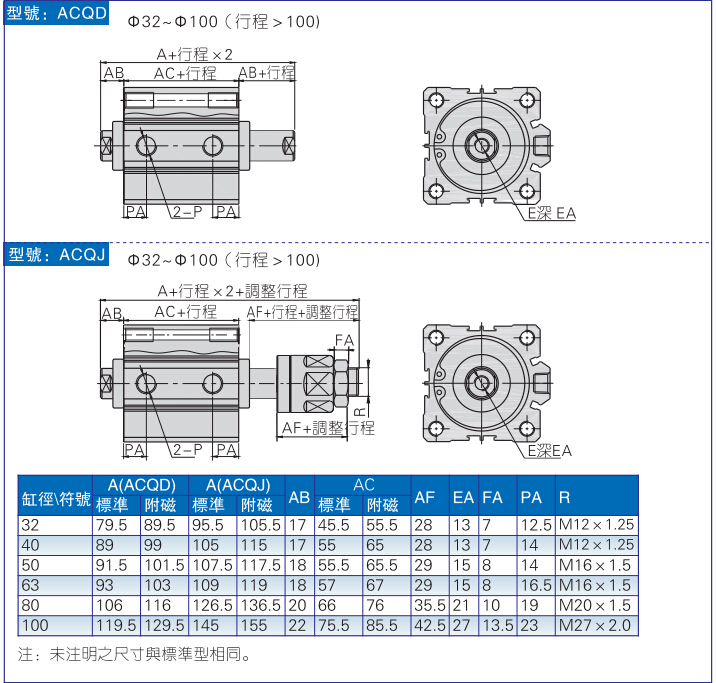 型號：ACQD
Φ32~Φ100（行程>100)
A+行程×2
AB AC+行程 AB+行程
PA 2-P PA
E深 EA
型號：ACQJ
Φ32~Φ100（行程>100)
A+行程×2+調整行程
AB AC+行程 AF+行程+調整行程
FA
R
AF+調整行程
PA 2-P PA
E深EA
缸徑\符號 A(ACQD) A(ACQJ) AB AC AF EA FA PA R
標準 附磁 標準 附磁 標準 附磁
32 79.5 89.5 95.5 105.5 17 45.5 55.5 28 13 7 12.5 M12×1.25
40 89 99 105 115 17 55 65 28 13 7 14 M12×1.25
50 91.5 101.5 107.5 117.5 18 55.5 65.5 29 15 8 14 M16×1.5
63 93 103 109 119 18 57 67 29 15 8 16.5 M16×1.5
80 106 116 126.5 136.5 20 66 76 35.5 21 10 19 M20×1.5
100 119.5 129.5 145 155 22 75.5 85.5 42.5 27 13.5 23 M27×2.0
注：未注明之尺寸與標準型相同。